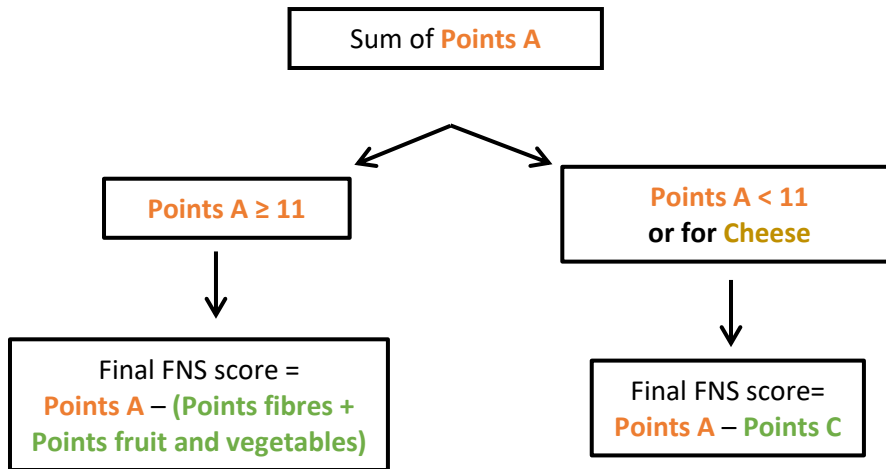 Sum of Points A
Points A ≥ 11
Points A < 11
or for Cheese
Final FNS score =
Points A – (Points fibres +
Points fruit and vegetables)
Final FNS score=
Points A – Points C